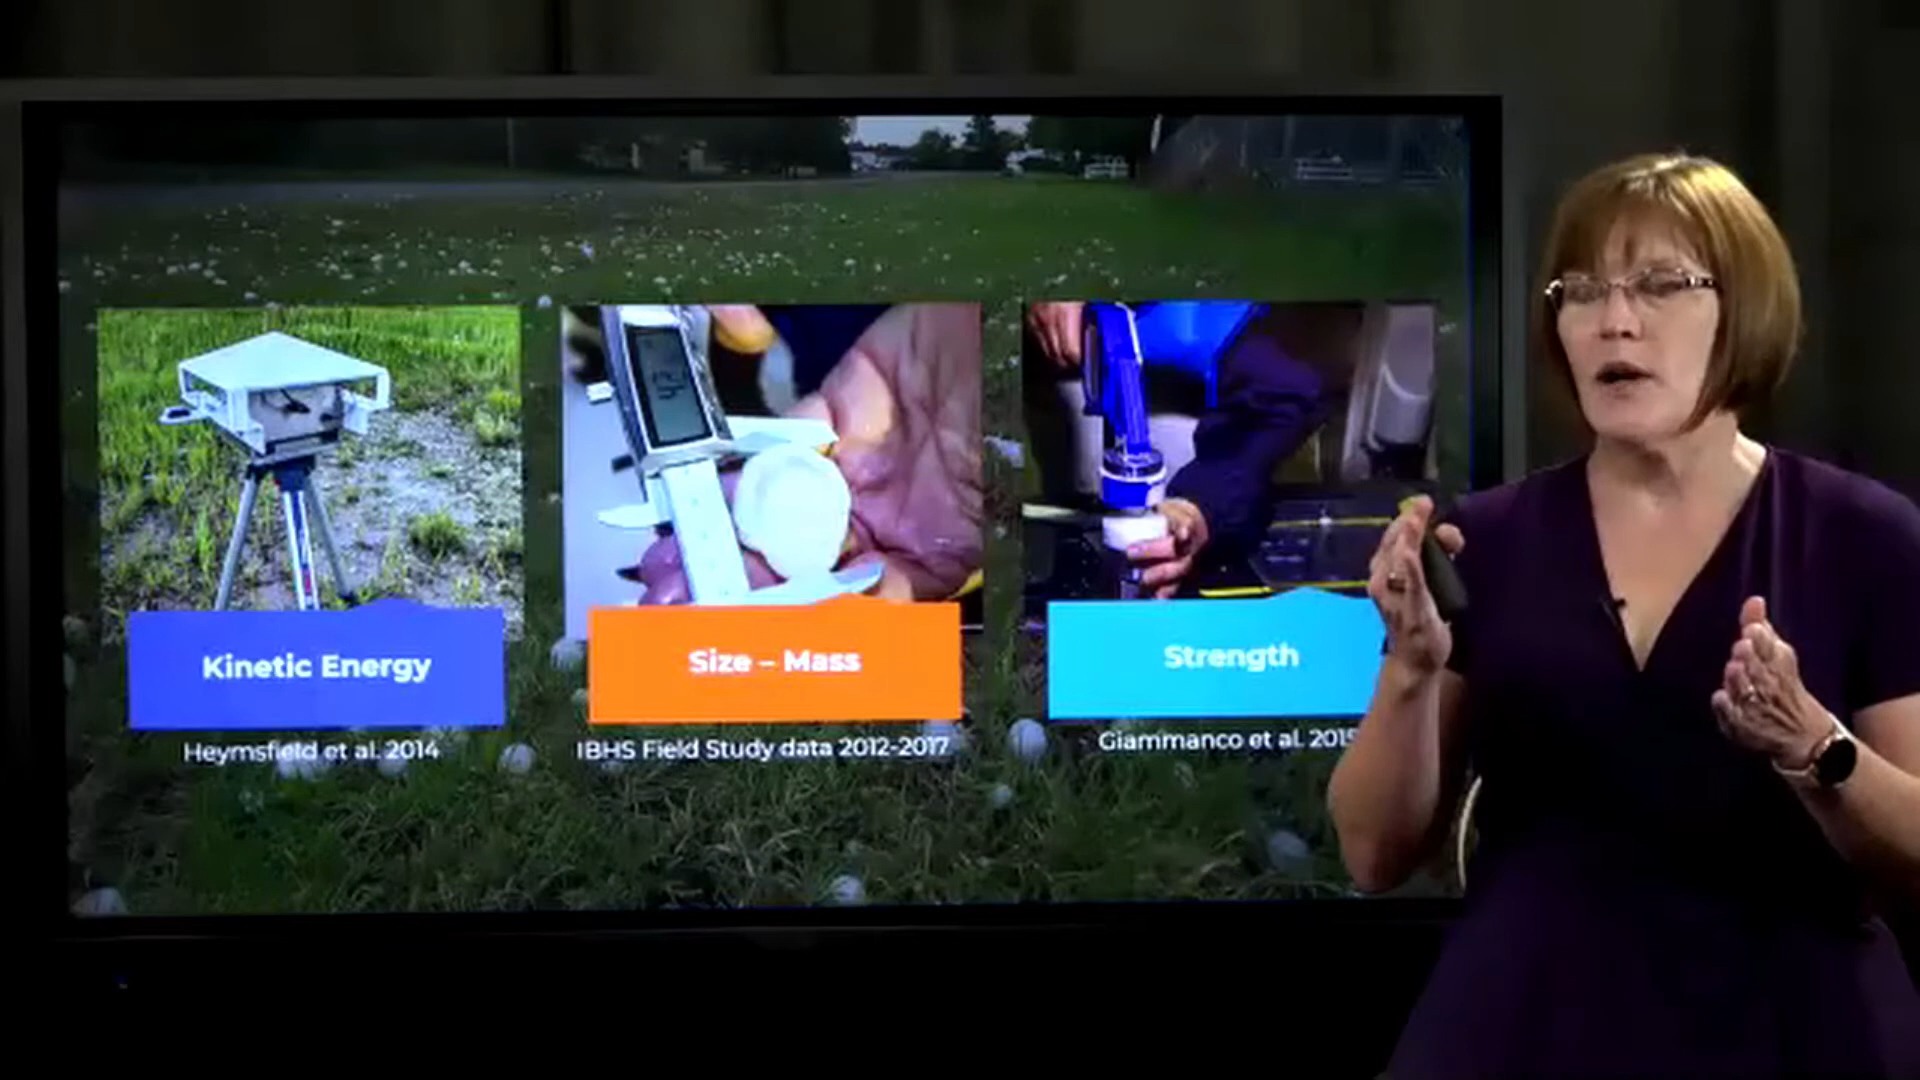 Kinetic Energy
Size – Mass
Strength
Heymsfield et al. 2014
IBHS Field Study data 2012-2017
Giammanco et al. 2015